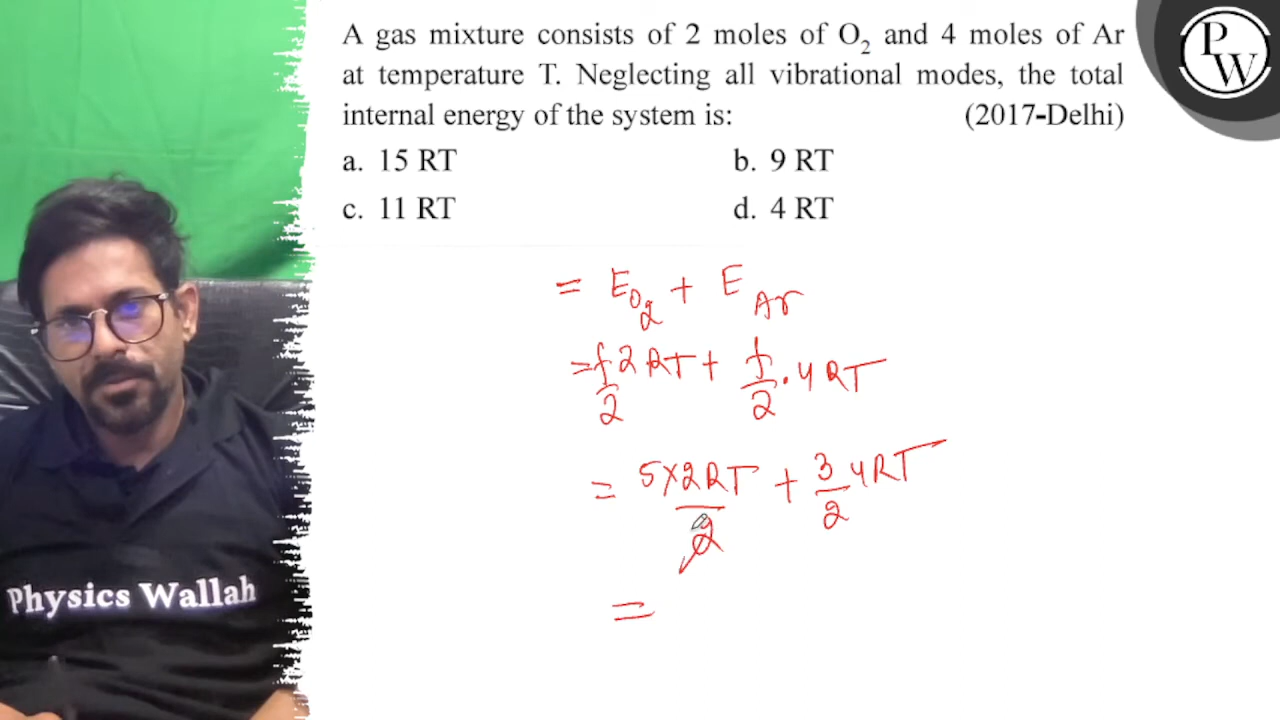 A gas mixture consists of 2 moles of O₂ and 4 moles of Ar
at temperature T. Neglecting all vibrational modes, the total
internal energy of the system is: (2017-Delhi)
a. 15 RT b. 9 RT
c. 11 RT d. 4 RT
= E_O₂ + E_Ar
= f/2 2RT + f/2 · 4RT
= 5×2RT/2 + 3/2 4RT
=
Physics Wallah
PW